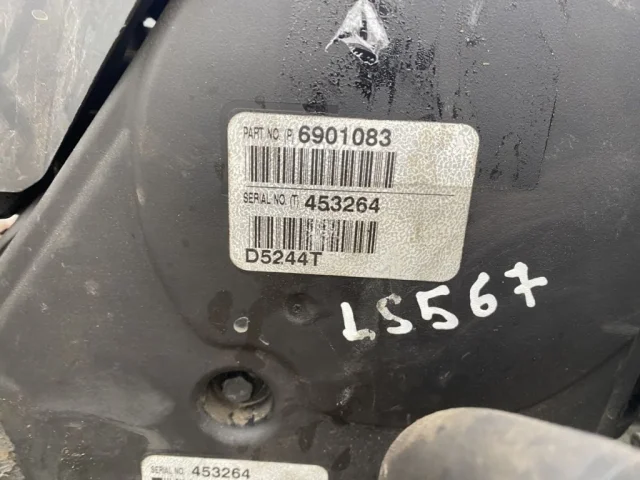 PART NO. (P) 6901083
SERIAL NO. (T) 453264
D5244T
LS567
SERIAL NO. 453264